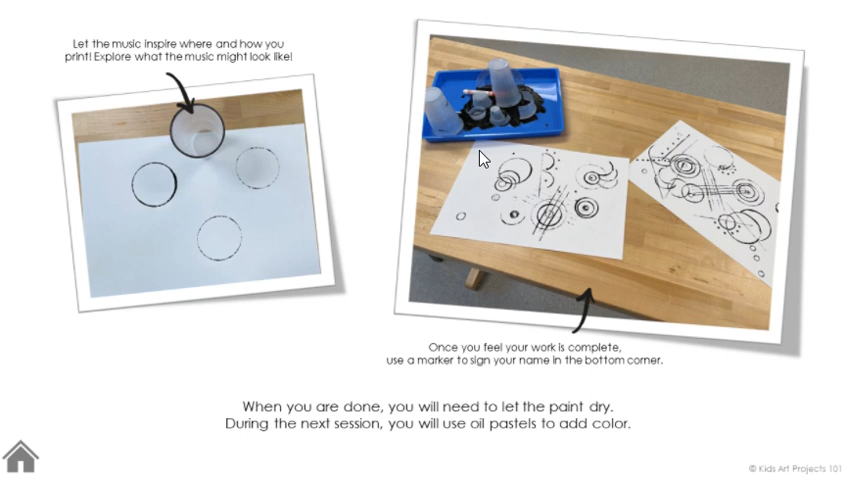 Let the music inspire where and how you
print! Explore what the music might look like!
Once you feel your work is complete,
use a marker to sign your name in the bottom corner.
When you are done, you will need to let the paint dry.
During the next session, you will use oil pastels to add color.
© Kids Art Projects 101